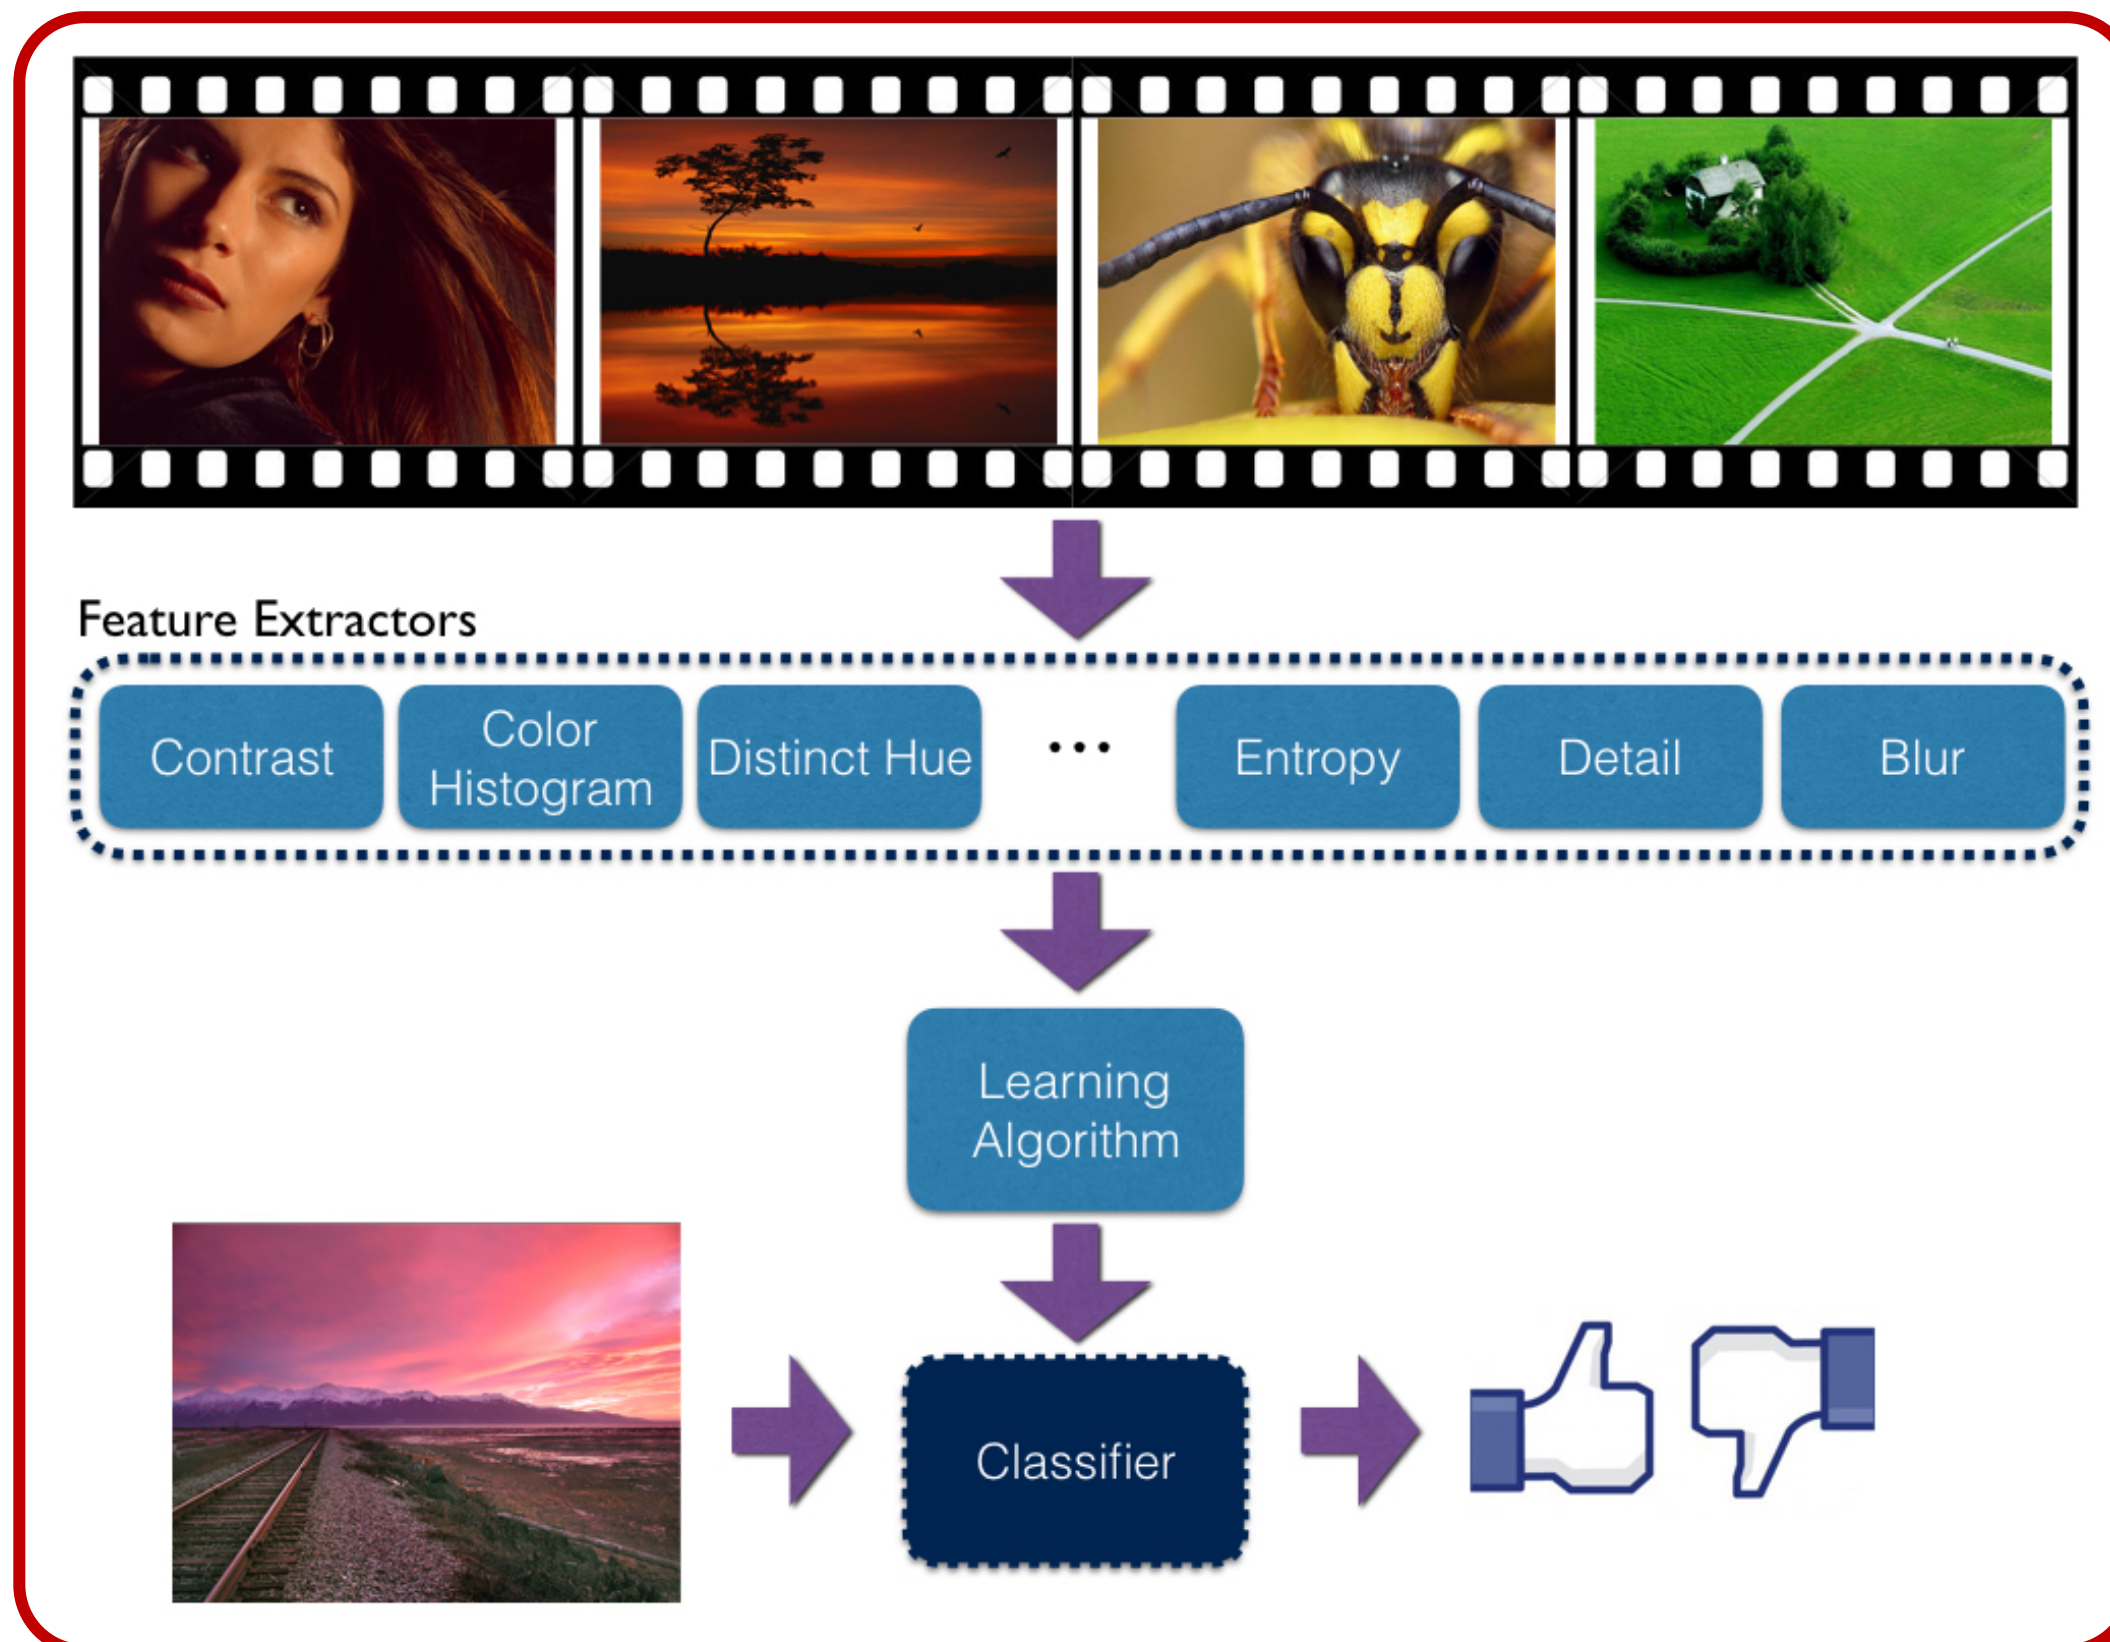 Feature Extractors
Contrast
Color
Histogram
Distinct Hue
...
Entropy
Detail
Blur
Learning
Algorithm
Classifier